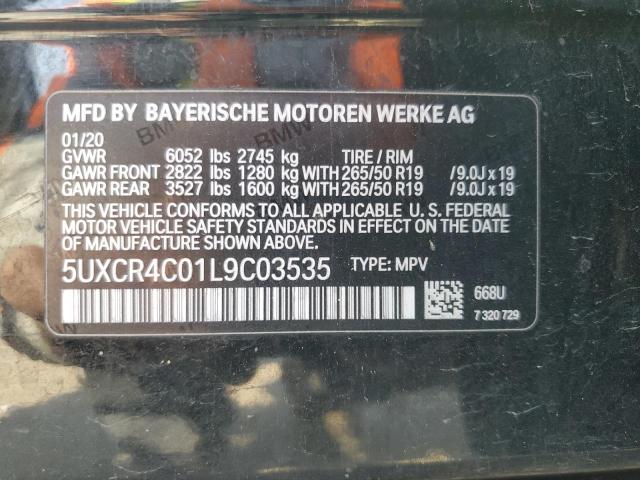 MFD BY BAYERISCHE MOTOREN WERKE AG
01/20
GVWR 6052 lbs 2745 kg TIRE / RIM
GAWR FRONT 2822 lbs 1280 kg WITH 265/50 R19 /9.0J x 19
GAWR REAR 3527 lbs 1600 kg WITH 265/50 R19 /9.0J x 19
THIS VEHICLE CONFORMS TO ALL APPLICABLE U. S. FEDERAL
MOTOR VEHICLE SAFETY STANDARDS IN EFFECT ON THE
DATE OF MANUFACTURE SHOWN ABOVE.
5UXCR4C01L9C03535 TYPE: MPV
668U
7 320 729